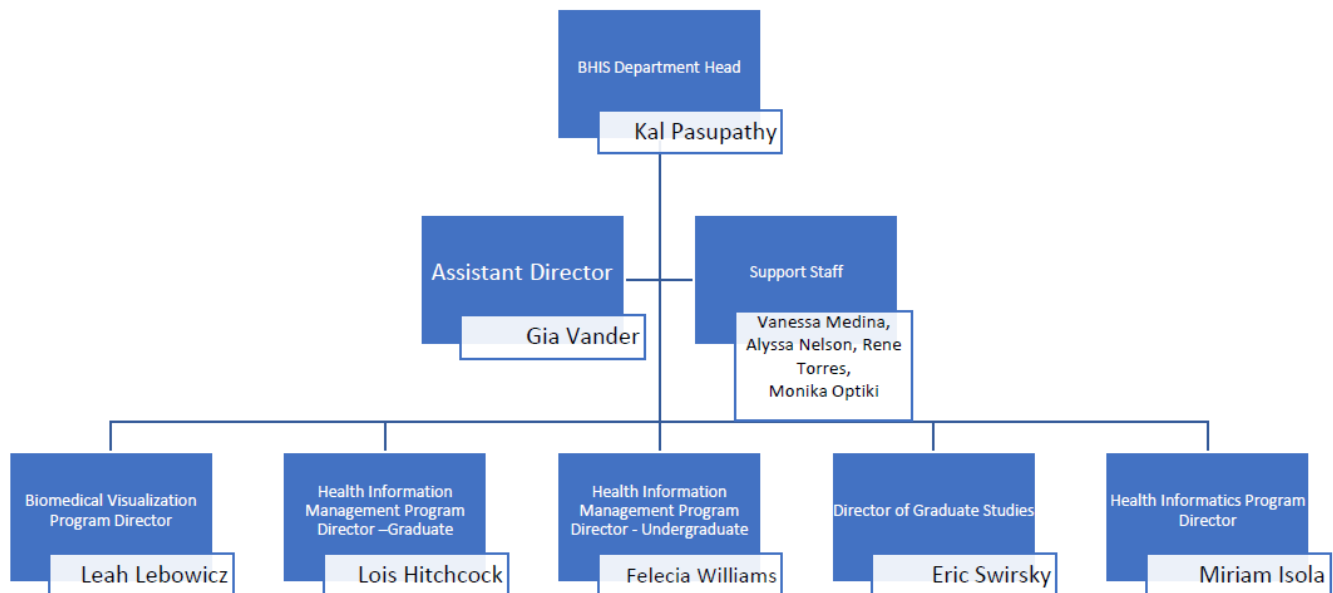 BHIS Department Head
Kal Pasupathy
Assistant Director
Gia Vander
Support Staff
Vanessa Medina,
Alyssa Nelson, Rene
Torres,
Monika Optiki
Biomedical Visualization
Program Director
Leah Lebowicz
Health Information
Management Program
Director –Graduate
Lois Hitchcock
Health Information
Management Program
Director - Undergraduate
Felecia Williams
Director of Graduate Studies
Eric Swirsky
Health Informatics Program
Director
Miriam Isola